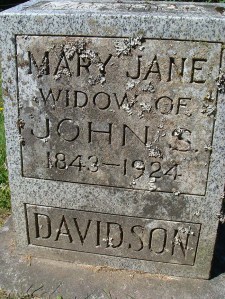 MARY JANE
WIDOW OF
JOHN S.
1843-1924
DAVIDSON